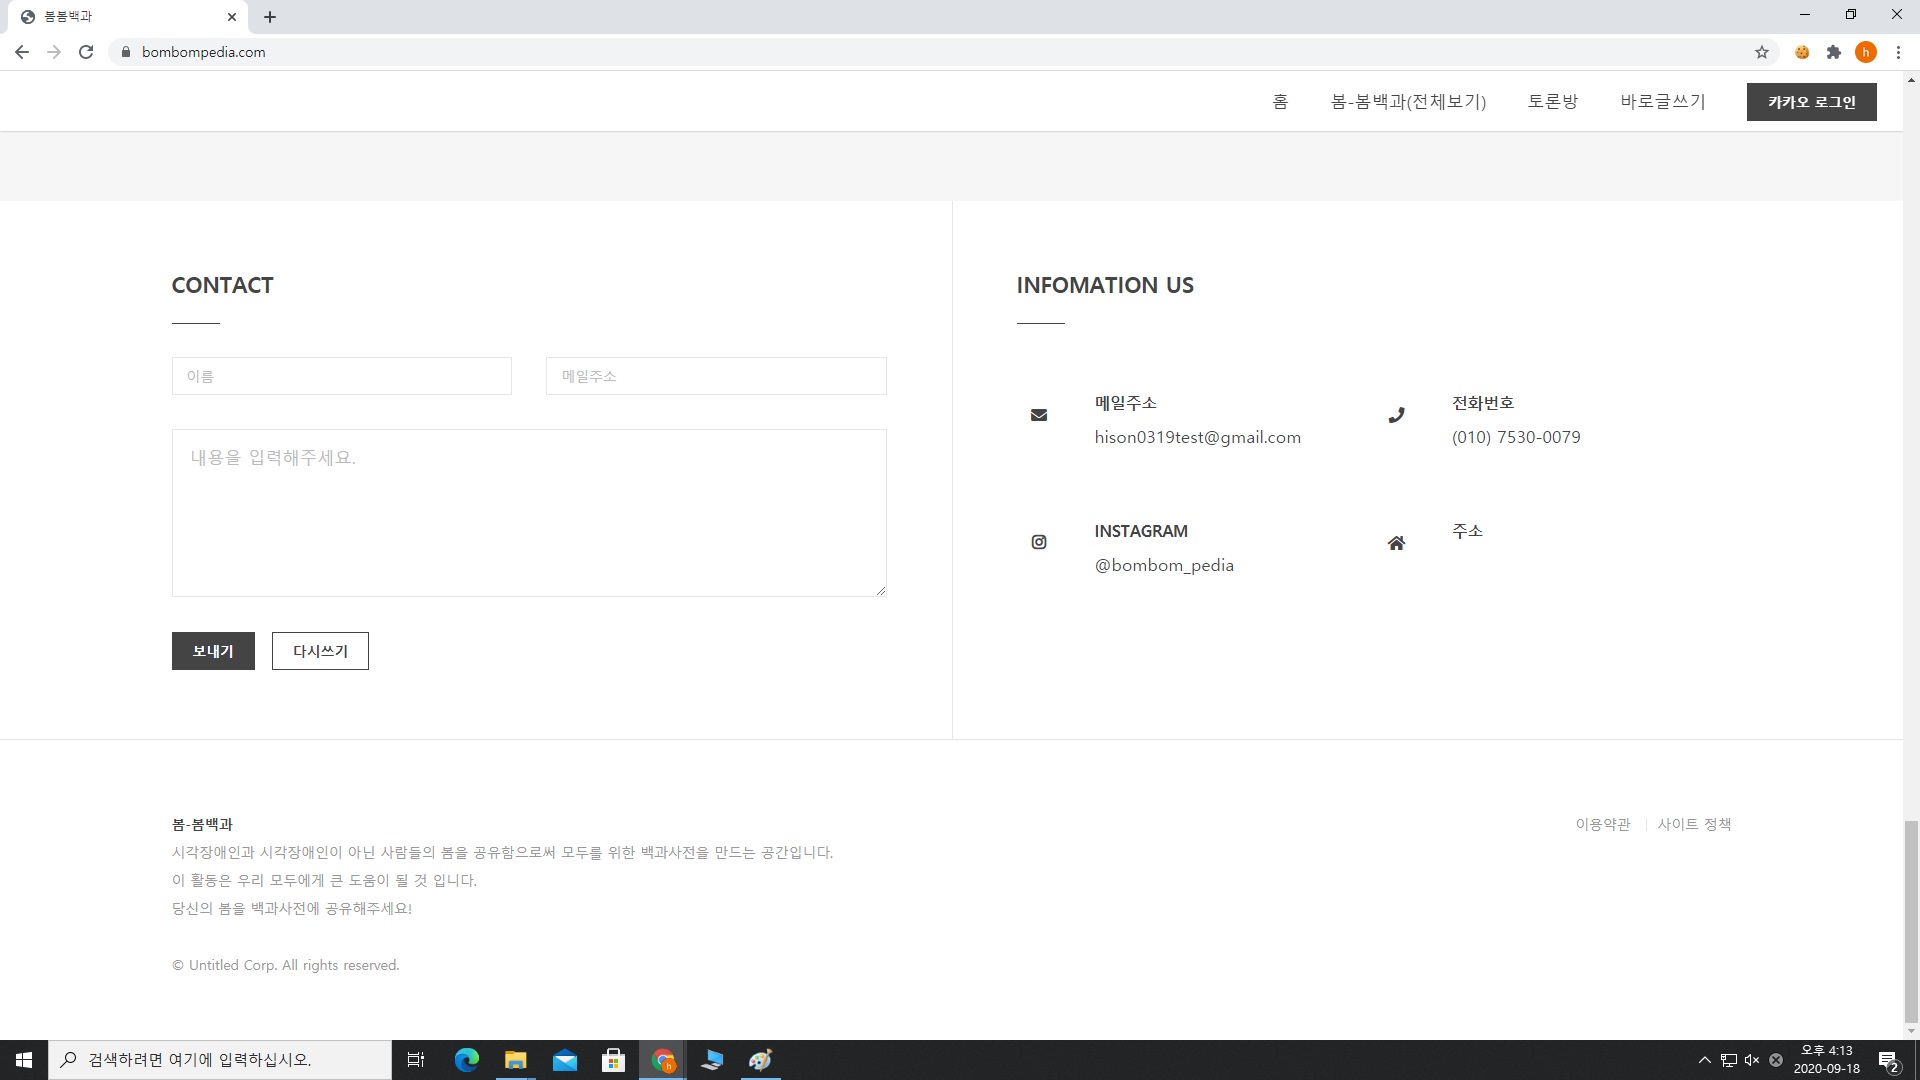 봄봄백과
bombompedia.com
h
홈
봄-봄백과(전체보기)
토론방
바로글쓰기
카카오 로그인
CONTACT
이름
메일주소
내용을 입력해주세요.
보내기
다시쓰기
INFOMATION US
메일주소
hison0319test@gmail.com
전화번호
(010) 7530-0079
INSTAGRAM
@bombom_pedia
주소
봄-봄백과
시각장애인과 시각장애인이 아닌 사람들의 봄을 공유함으로써 모두를 위한 백과사전을 만드는 공간입니다.
이 활동은 우리 모두에게 큰 도움이 될 것 입니다.
당신의 봄을 백과사전에 공유해주세요!
© Untitled Corp. All rights reserved.
이용약관
사이트 정책
검색하려면 여기에 입력하십시오.
h
오후 4:13
2020-09-18
2